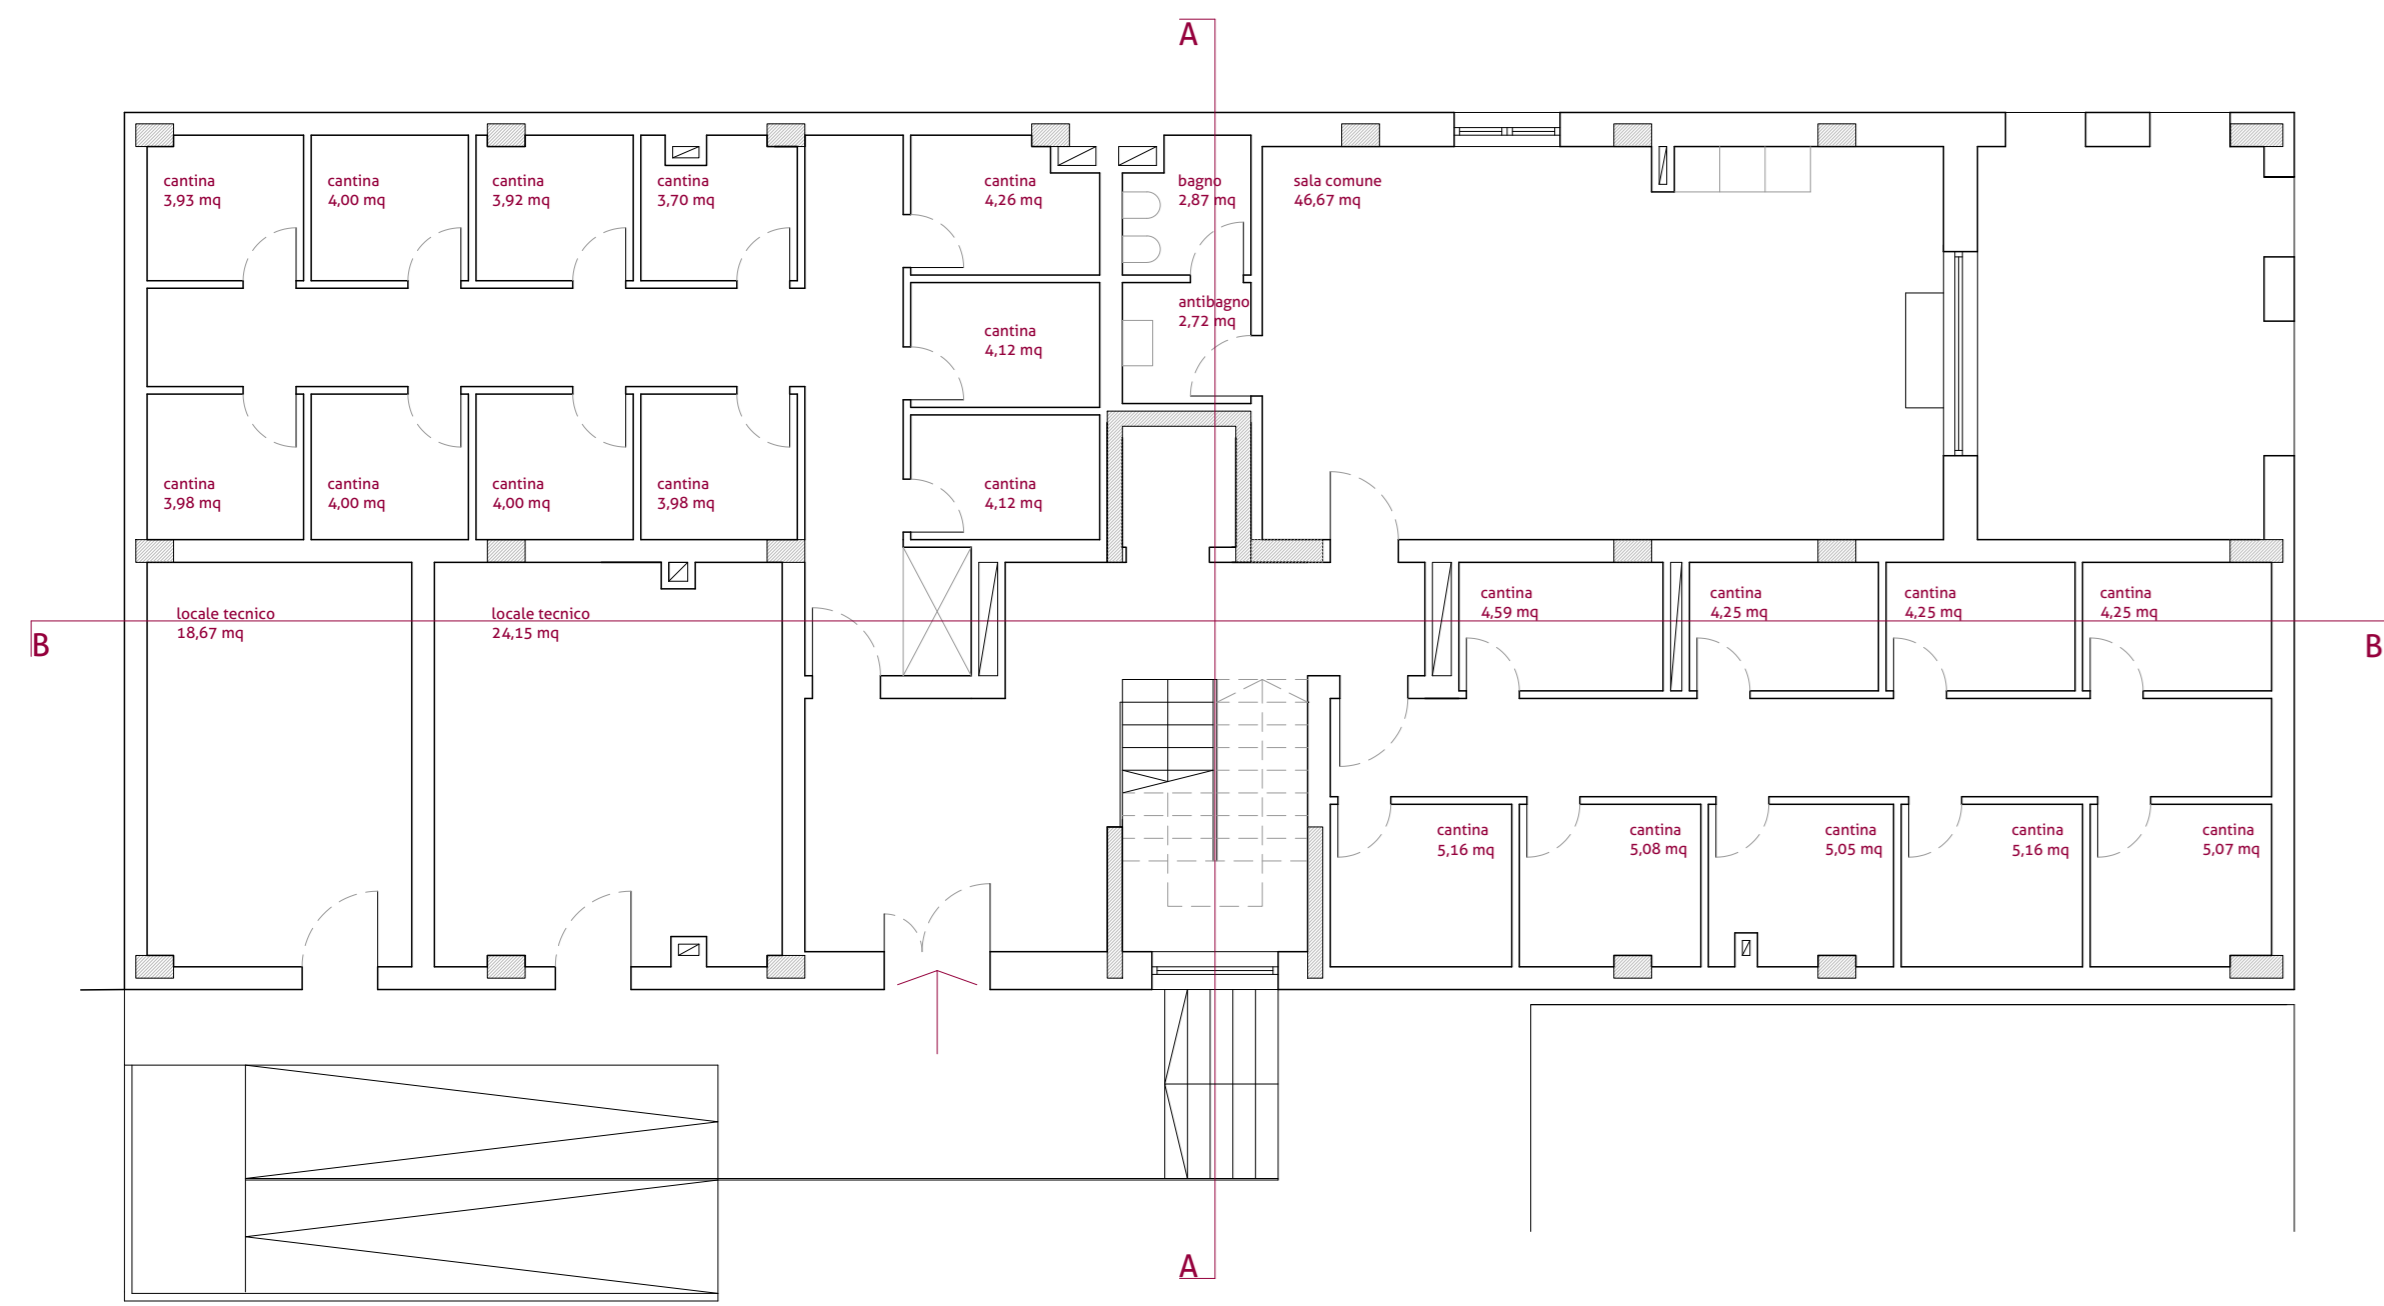 A
cantina
3,93 mq
cantina
4,00 mq
cantina
3,92 mq
cantina
3,70 mq
cantina
4,26 mq
bagno
2,87 mq
sala comune
46,67 mq
antibagno
2,72 mq
cantina
4,12 mq
cantina
3,98 mq
cantina
4,00 mq
cantina
4,00 mq
cantina
3,98 mq
cantina
4,12 mq
locale tecnico
18,67 mq
locale tecnico
24,15 mq
cantina
4,59 mq
cantina
4,25 mq
cantina
4,25 mq
cantina
4,25 mq
B
B
cantina
5,16 mq
cantina
5,08 mq
cantina
5,05 mq
cantina
5,16 mq
cantina
5,07 mq
A